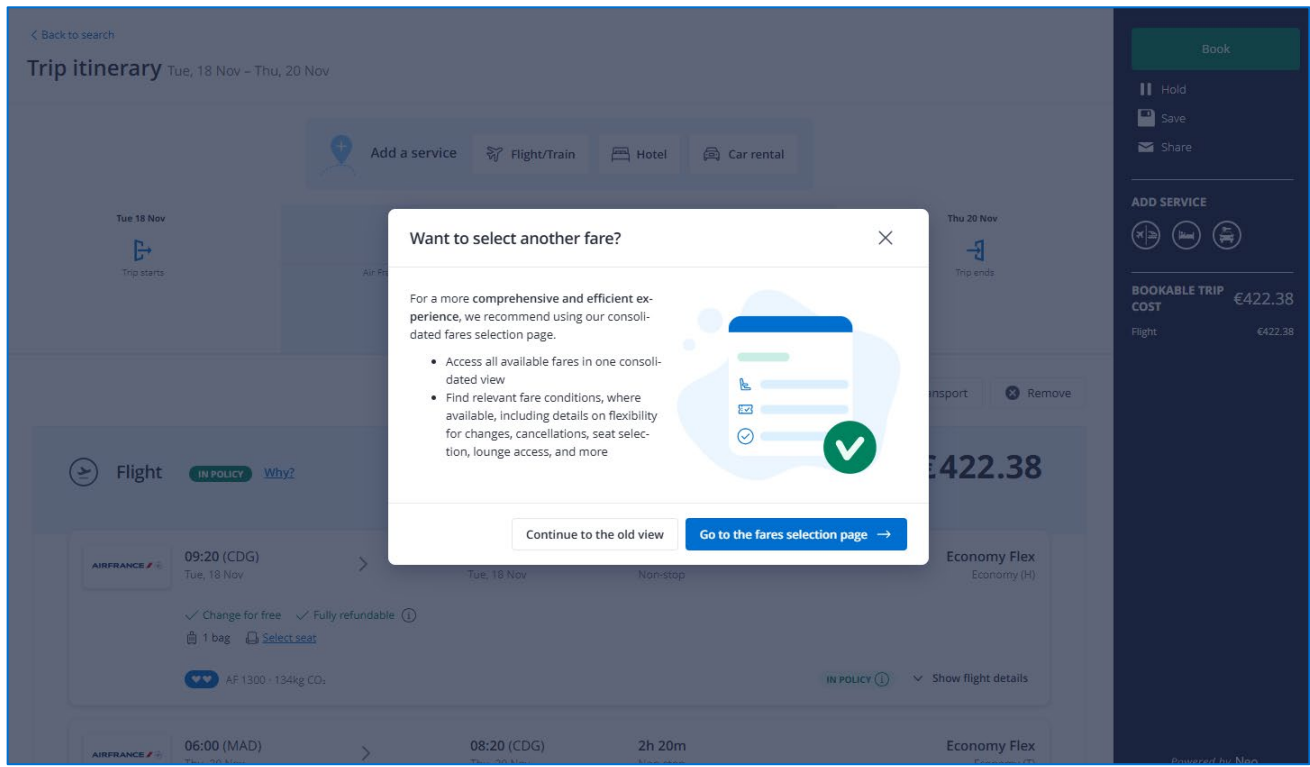 Back to search
Trip itinerary Tue, 18 Nov – Thu, 20 Nov
Book
Hold
Save
Share
Add a service Flight/Train Hotel Car rental
ADD SERVICE
Tue 18 Nov
Trip starts
Air Fra
Thu 20 Nov
Trip ends
BOOKABLE TRIP COST €422.38
Flight €422.38
Want to select another fare?
For a more comprehensive and efficient ex-
perience, we recommend using our consoli-
dated fares selection page.
• Access all available fares in one consoli-
dated view
• Find relevant fare conditions, where
available, including details on flexibility
for changes, cancellations, seat selec-
tion, lounge access, and more
Continue to the old view Go to the fares selection page →
ansport Remove
Flight IN POLICY Why? €422.38
AIRFRANCE 09:20 (CDG) Economy Flex
Tue, 18 Nov Tue, 18 Nov Non-stop Economy (H)
Change for free Fully refundable
1 bag Select seat
AF 1300 · 134kg CO₂ IN POLICY Show flight details
AIRFRANCE 06:00 (MAD) 08:20 (CDG) 2h 20m Economy Flex
Powered by Neo